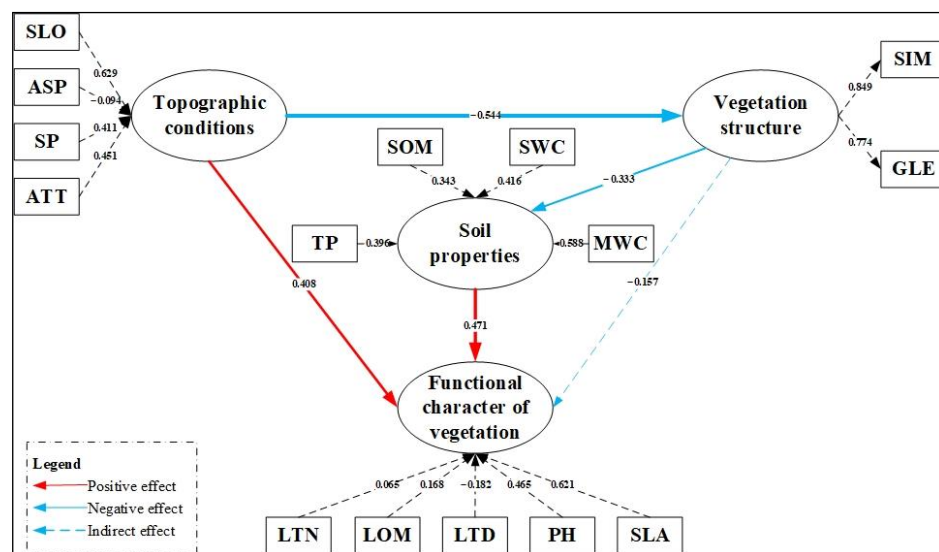 SLO
ASP
SP
ATT
0.629
−0.094
0.411
0.451
Topographic
conditions
−0.544
Vegetation
structure
SIM
0.849
0.774
GLE
SOM
SWC
0.343
0.416
−0.333
TP
0.396
Soil
properties
0.588
MWC
0.408
0.471
−0.157
Functional
character of
vegetation
Legend
Positive effect
Negative effect
Indirect effect
0.065
0.168
−0.182
0.465
0.621
LTN
LOM
LTD
PH
SLA